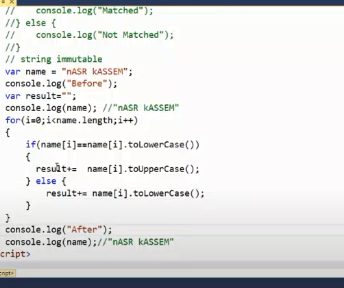 //    console.log("Matched");
//} else {
//    console.log("Not Matched");
//}
// string immutable
var name = "nASR kASSEM";
console.log("Before");
var result="";
console.log(name); //"nASR kASSEM"
for(i=0;i<name.length;i++)
{
    if(name[i]==name[i].toLowerCase())
    {
      result+=  name[i].toUpperCase();
    } else {
        result+= name[i].toLowerCase();
    }
}
console.log("After");
console.log(name);//"nASR kASSEM"
cript>